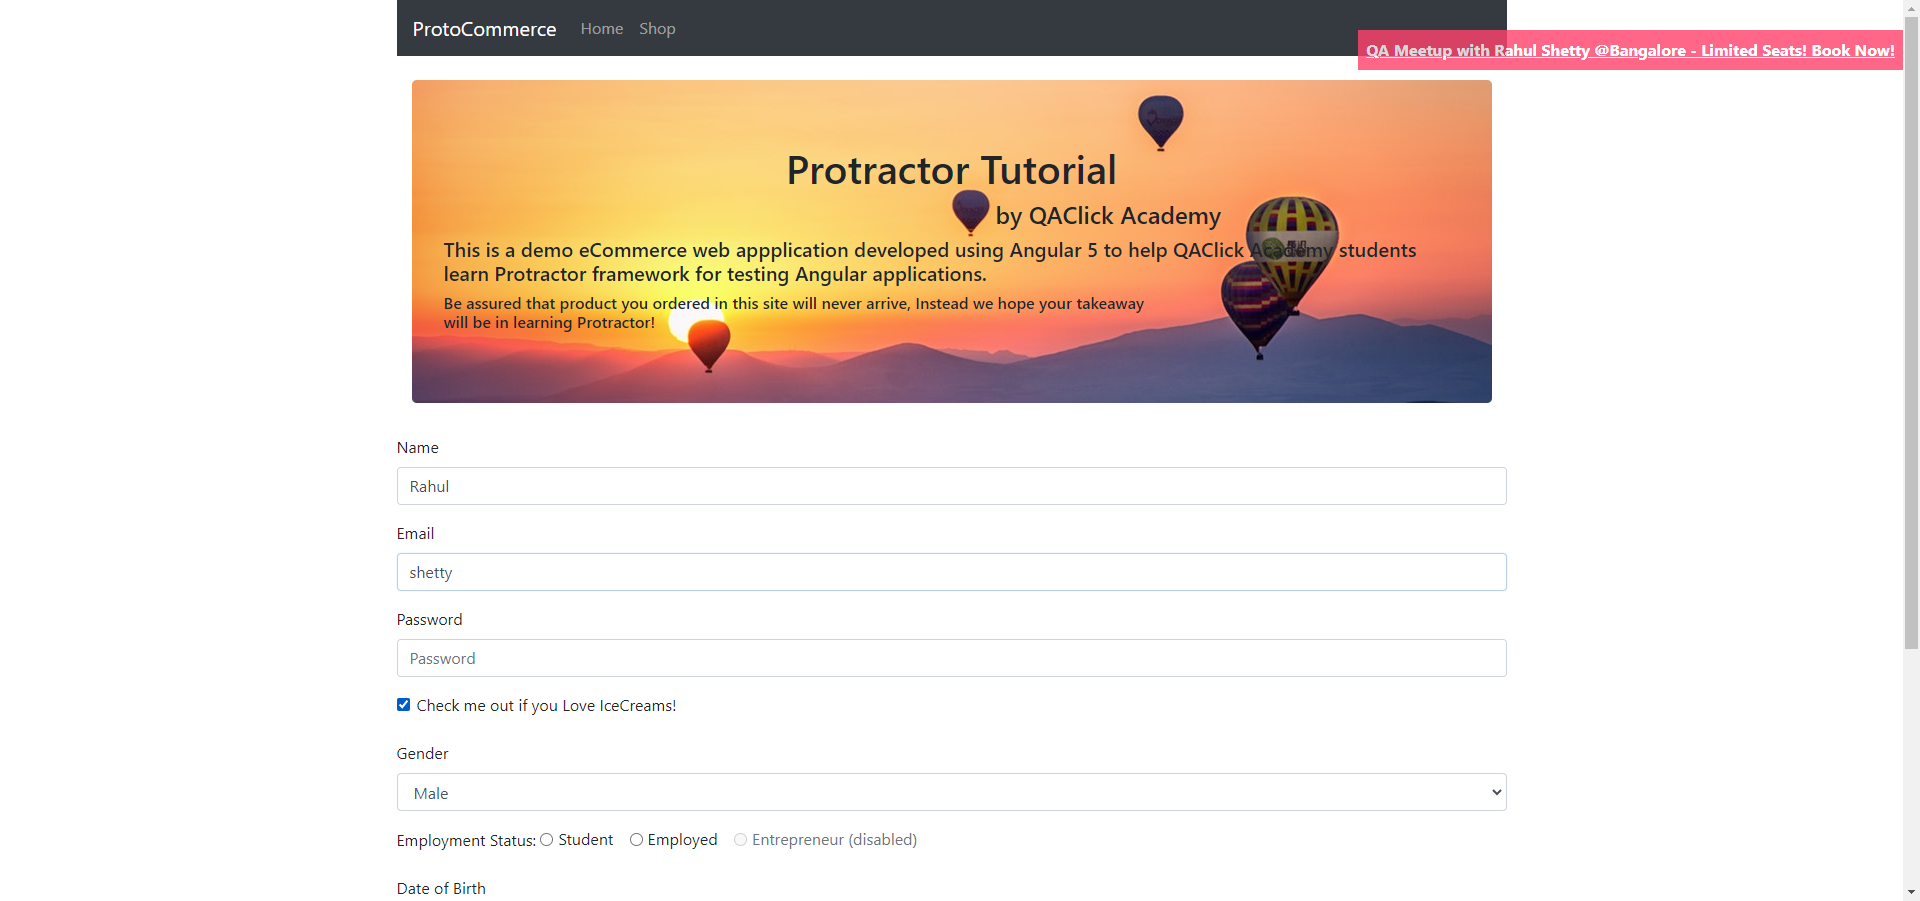 ProtoCommerce Home Shop
QA Meetup with Rahul Shetty @Bangalore - Limited Seats! Book Now!
Protractor Tutorial
by QAClick Academy
This is a demo eCommerce web appplication developed using Angular 5 to help QAClick Academy students
learn Protractor framework for testing Angular applications.
Be assured that product you ordered in this site will never arrive, Instead we hope your takeaway
will be in learning Protractor!
Name
Rahul
Email
shetty
Password
Password
Check me out if you Love IceCreams!
Gender
Male
Employment Status: Student Employed Entrepreneur (disabled)
Date of Birth